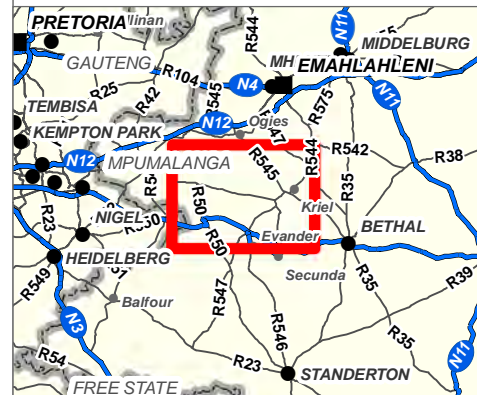 PRETORIA
R544
N11
MIDDELBURG
GAUTENG
R104
N4
EMAHLAHLENI
R25
R42
R545
R575
N11
TEMBISA
N12
Ogies
KEMPTON PARK
R544
R542
N12
MPUMALANGA
R545
R38
R50
R35
Kriel
R23
NIGEL
BETHAL
Evander
HEIDELBERG
R50
Secunda
R549
Balfour
R547
R35
R39
N3
R546
R35
R54
R23
N11
STANDERTON
FREE STATE